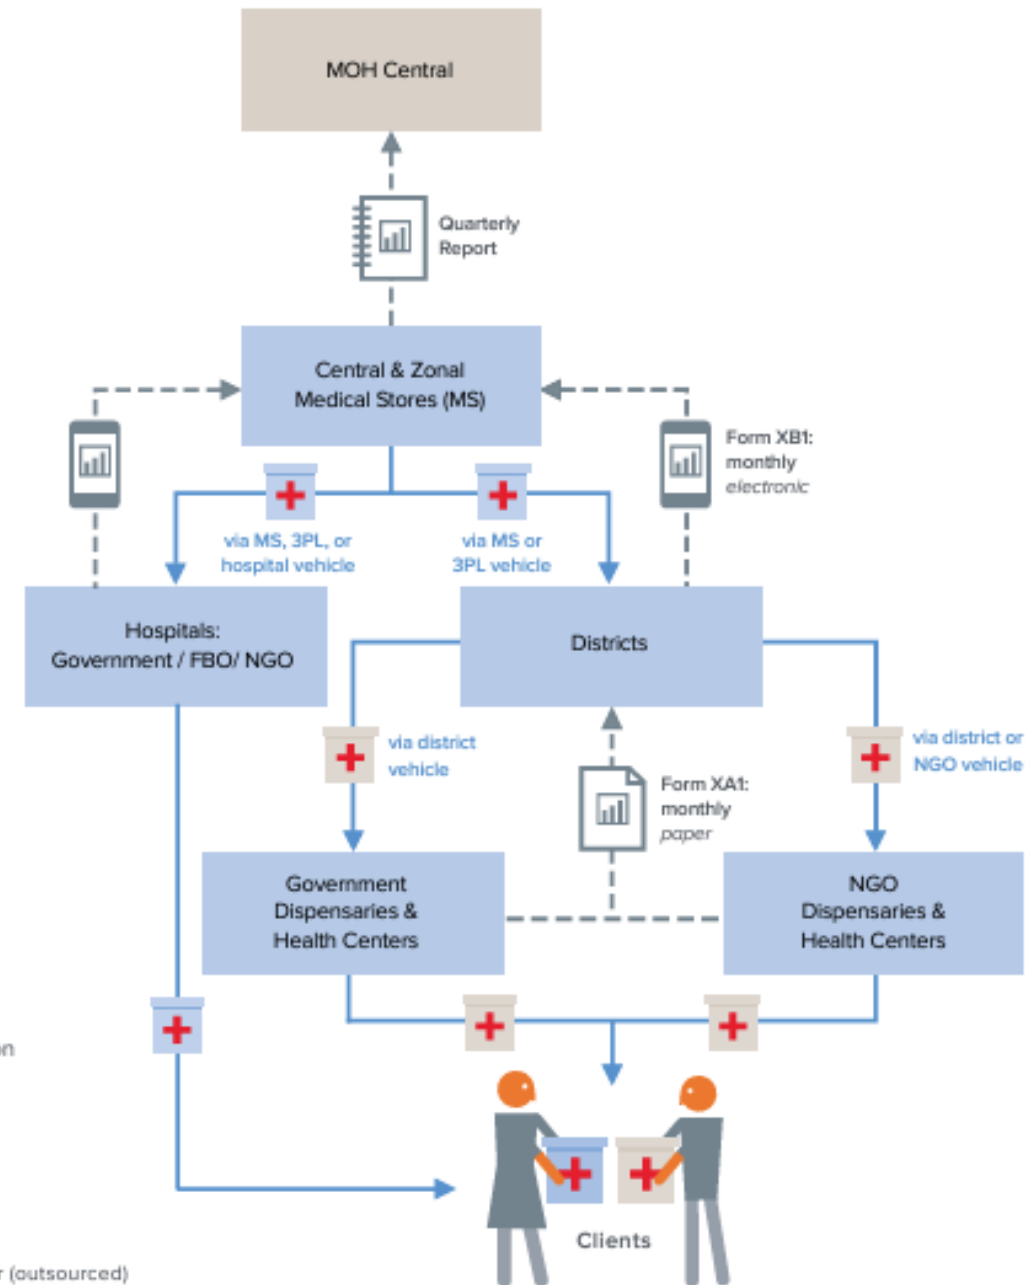 MOH Central
Quarterly
Report
Central & Zonal
Medical Stores (MS)
Form XB1:
monthly
electronic
via MS, 3PL, or
hospital vehicle
via MS or
3PL vehicle
Hospitals:
Government / FBO/ NGO
Districts
via district
vehicle
via district or
NGO vehicle
Form XA1:
monthly
paper
Government
Dispensaries &
Health Centers
NGO
Dispensaries &
Health Centers
Clients
(outsourced)